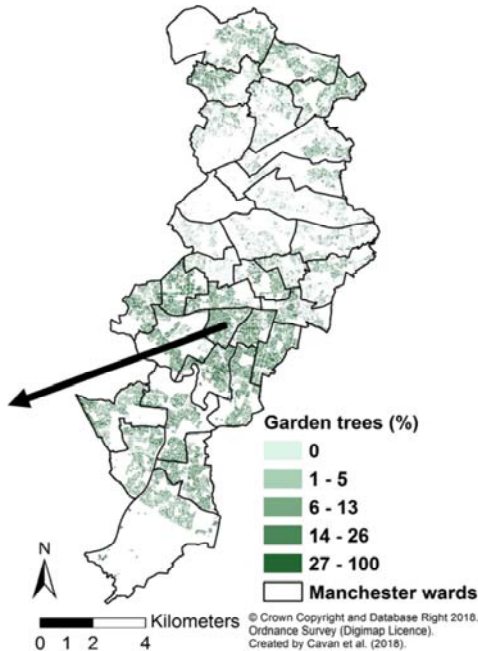 Garden trees (%)
0
1 - 5
6 - 13
14 - 26
27 - 100
Manchester wards
N
Kilometers
0 1 2 4
© Crown Copyright and Database Right 2018.
Ordnance Survey (Digimap Licence).
Created by Cavan et al. (2018).